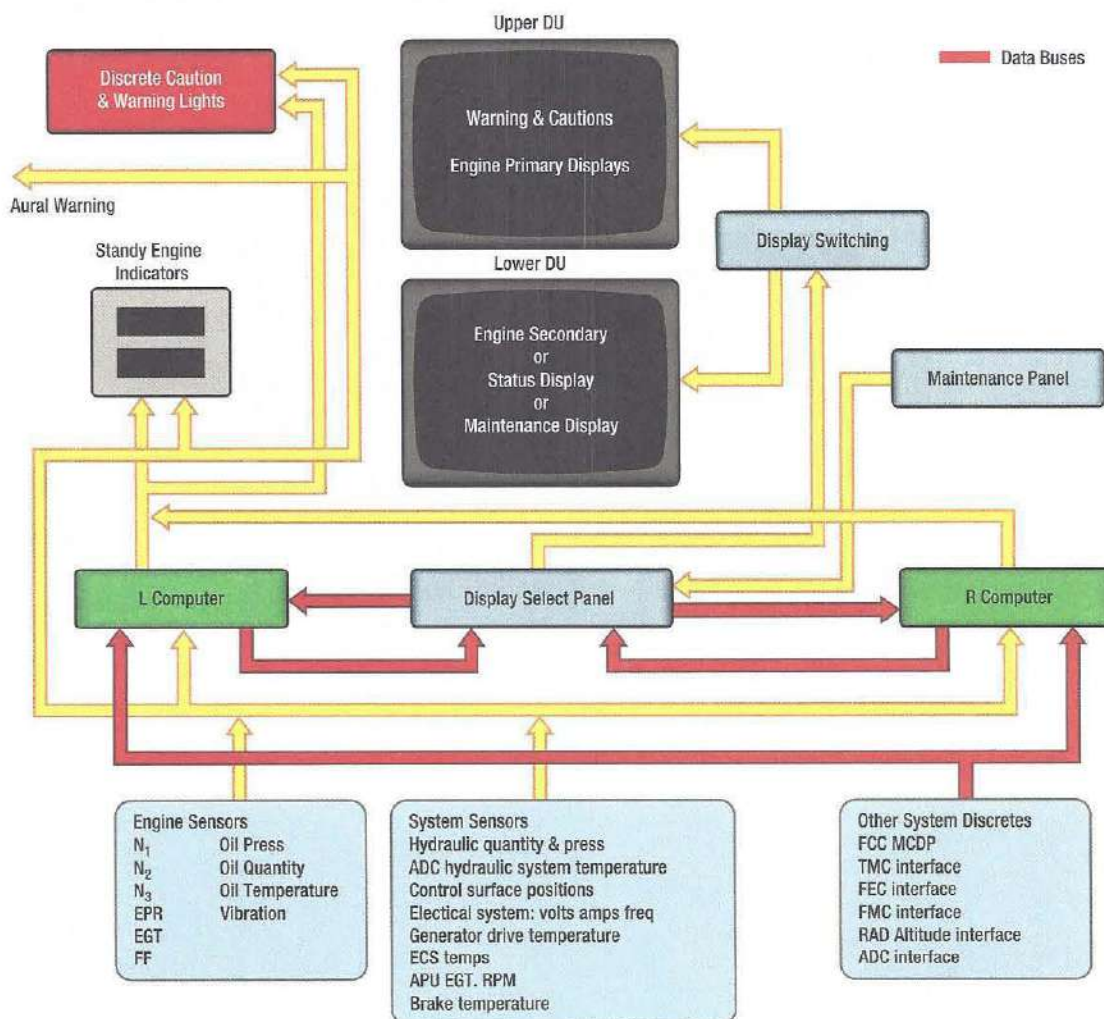 Upper DU
Data Buses
Discrete Caution
& Warning Lights
Warning & Cautions
Engine Primary Displays
Aural Warning
Display Switching
Standy Engine
Indicators
Lower DU
Engine Secondary
or
Status Display
or
Maintenance Display
Maintenance Panel
L Computer
Display Select Panel
R Computer
Engine Sensors
N₁ Oil Press
N₂ Oil Quantity
N₃ Oil Temperature
EPR Vibration
EGT
FF
System Sensors
Hydraulic quantity & press
ADC hydraulic system temperature
Control surface positions
Electical system: volts amps freq
Generator drive temperature
ECS temps
APU EGT. RPM
Brake temperature
Other System Discretes
FCC MCDP
TMC interface
FEC interface
FMC interface
RAD Altitude interface
ADC interface